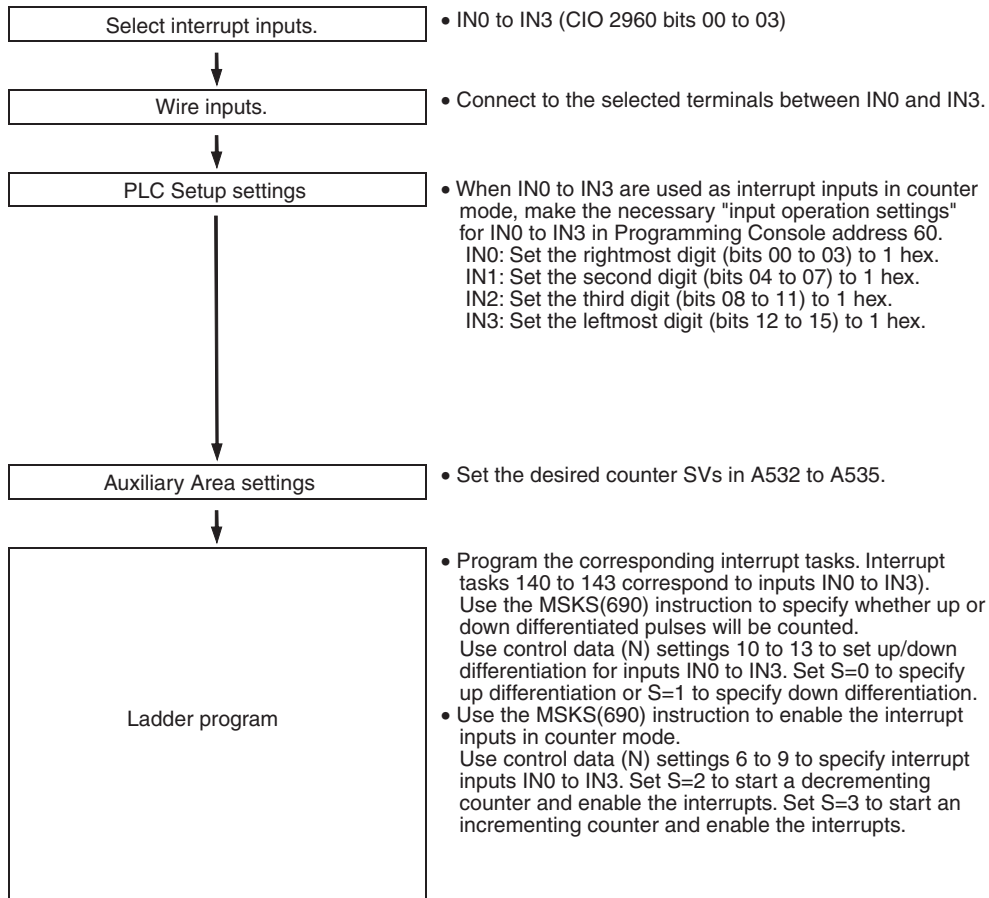 Select interrupt inputs.
• IN0 to IN3 (CIO 2960 bits 00 to 03)
Wire inputs.
• Connect to the selected terminals between IN0 and IN3.
PLC Setup settings
• When IN0 to IN3 are used as interrupt inputs in counter
mode, make the necessary "input operation settings"
for IN0 to IN3 in Programming Console address 60.
IN0: Set the rightmost digit (bits 00 to 03) to 1 hex.
IN1: Set the second digit (bits 04 to 07) to 1 hex.
IN2: Set the third digit (bits 08 to 11) to 1 hex.
IN3: Set the leftmost digit (bits 12 to 15) to 1 hex.
Auxiliary Area settings
• Set the desired counter SVs in A532 to A535.
Ladder program
• Program the corresponding interrupt tasks. Interrupt
tasks 140 to 143 correspond to inputs IN0 to IN3).
Use the MSKS(690) instruction to specify whether up or
down differentiated pulses will be counted.
Use control data (N) settings 10 to 13 to set up/down
differentiation for inputs IN0 to IN3. Set S=0 to specify
up differentiation or S=1 to specify down differentiation.
• Use the MSKS(690) instruction to enable the interrupt
inputs in counter mode.
Use control data (N) settings 6 to 9 to specify interrupt
inputs IN0 to IN3. Set S=2 to start a decrementing
counter and enable the interrupts. Set S=3 to start an
incrementing counter and enable the interrupts.